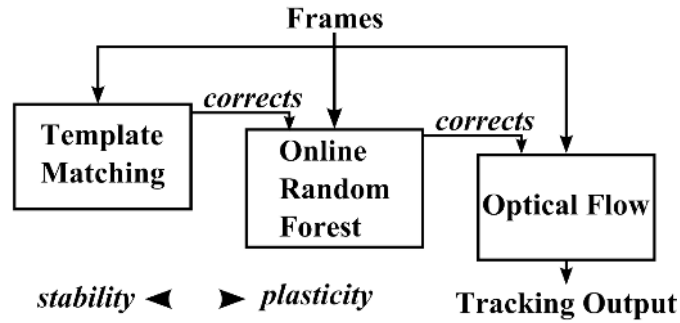 Frames
corrects
Template
Matching
corrects
Online
Random
Forest
Optical Flow
stability
plasticity
Tracking Output